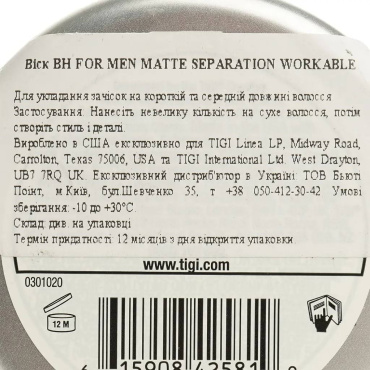 Віск BH FOR MEN MATTE SEPARATION WORKABLE
Для укладання зачісок на короткій та середній довжині волосся
Застосування: Нанесіть невелику кількість на сухе волосся, потім
створіть стиль і деталі.
Вироблено в США ексклюзивно для TIGI Linea LP, Midway Road,
Carrolton, Texas 75006, USA та TIGI International Ltd. West Drayton,
UB7 7RQ UK. Ексклюзивний дистриб'ютор в Україні ТОВ Бьюті
Поінт, м.Київ, бул.Шевченко 35, т +38 050-412-30-42 Умови
зберігання: -10 до +30°С.
Склад див. на упаковці
Термін придатності: 12 місяців з дня відкриття упаковки
www.tigi.com
0301020
12 M